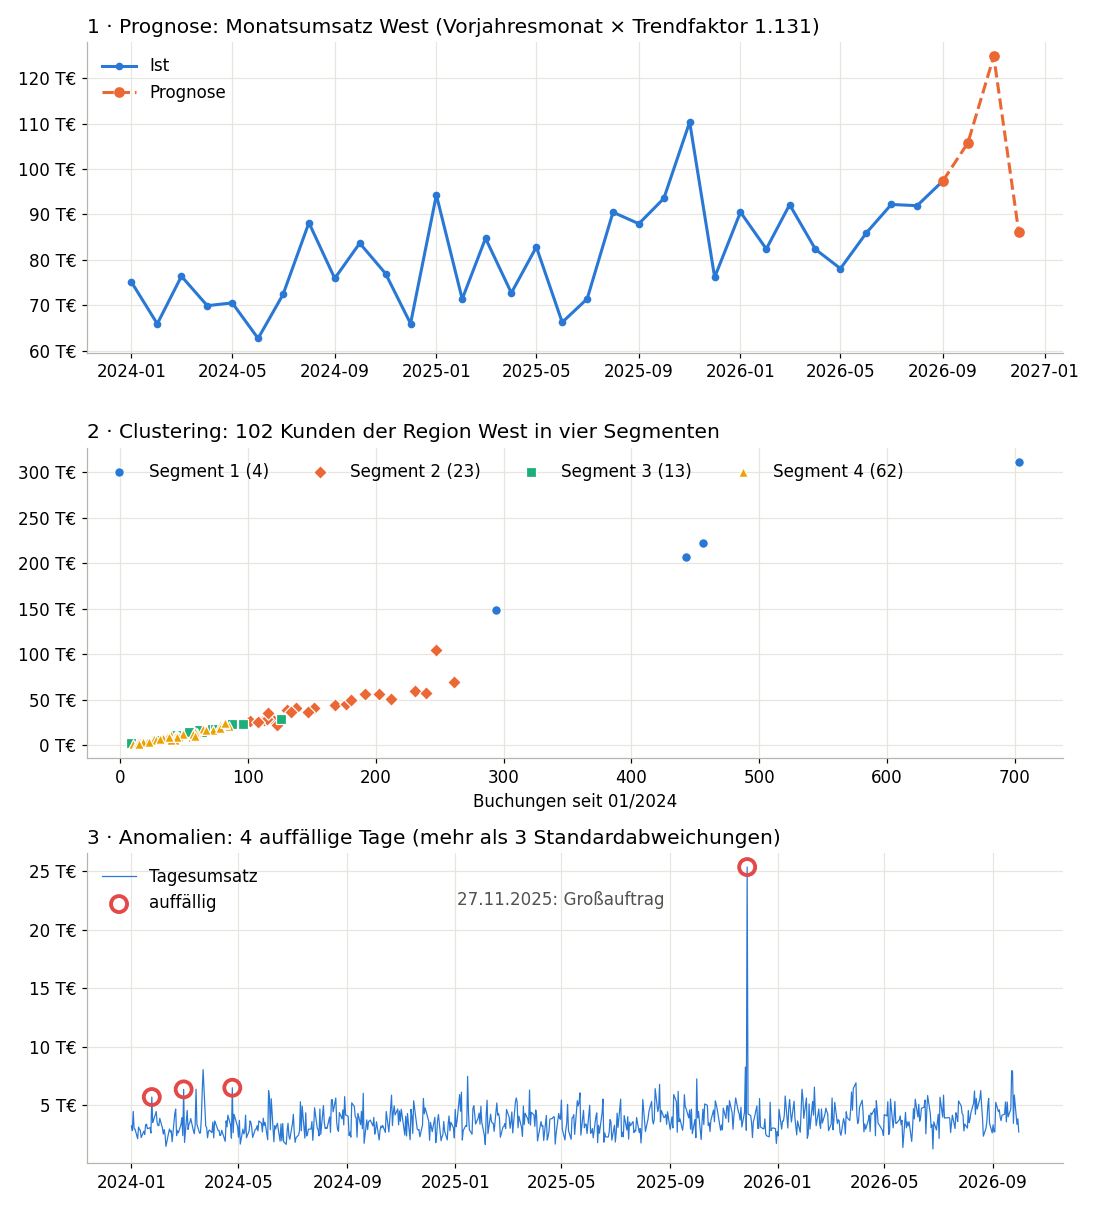 1 · Prognose: Monatsumsatz West (Vorjahresmonat × Trendfaktor 1.131)
Ist
Prognose
120 T€
110 T€
100 T€
90 T€
80 T€
70 T€
60 T€
2024-01 2024-05 2024-09 2025-01 2025-05 2025-09 2026-01 2026-05 2026-09 2027-01
2 · Clustering: 102 Kunden der Region West in vier Segmenten
Segment 1 (4) Segment 2 (23) Segment 3 (13) Segment 4 (62)
300 T€
250 T€
200 T€
150 T€
100 T€
50 T€
0 T€
0 100 200 300 400 500 600 700
Buchungen seit 01/2024
3 · Anomalien: 4 auffällige Tage (mehr als 3 Standardabweichungen)
Tagesumsatz
auffällig
27.11.2025: Großauftrag
25 T€
20 T€
15 T€
10 T€
5 T€
2024-01 2024-05 2024-09 2025-01 2025-05 2025-09 2026-01 2026-05 2026-09